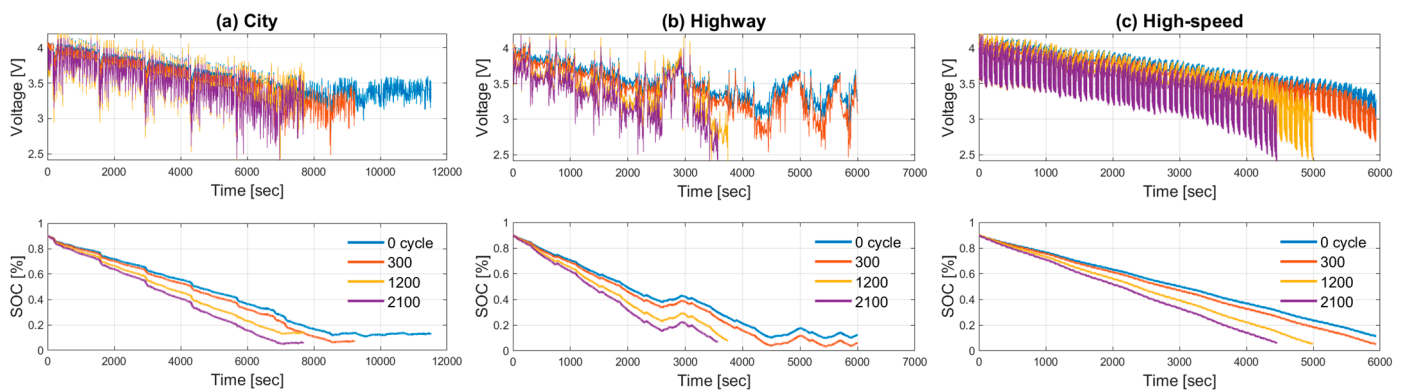 (a) City
Voltage [V]
4
3.5
3
2.5
0 2000 4000 6000 8000 10000 12000
Time [sec]
SOC [%]
1
0.8
0.6
0.4
0.2
0
0 cycle
300
1200
2100
0 2000 4000 6000 8000 10000 12000
Time [sec]
(b) Highway
Voltage [V]
4
3.5
3
2.5
0 1000 2000 3000 4000 5000 6000 7000
Time [sec]
SOC [%]
1
0.8
0.6
0.4
0.2
0
0 cycle
300
1200
2100
0 1000 2000 3000 4000 5000 6000 7000
Time [sec]
(c) High-speed
Voltage [V]
4
3.5
3
2.5
0 1000 2000 3000 4000 5000 6000
Time [sec]
SOC [%]
1
0.8
0.6
0.4
0.2
0
0 cycle
300
1200
2100
0 1000 2000 3000 4000 5000 6000
Time [sec]